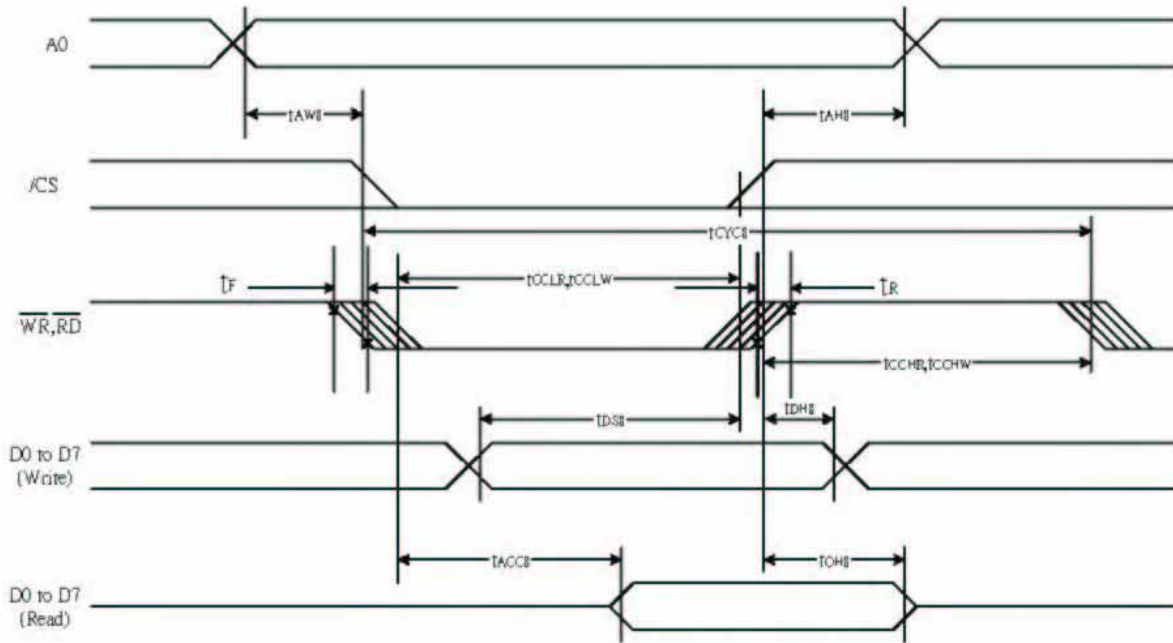 A0
tAW8
tAH8
/CS
tCYC8
tF
tCCLR,tCCLW
tR
WR,RD
tCCHR,tCCHW
tDS8
tDH8
D0 to D7
(Write)
tACC8
tOH8
D0 to D7
(Read)